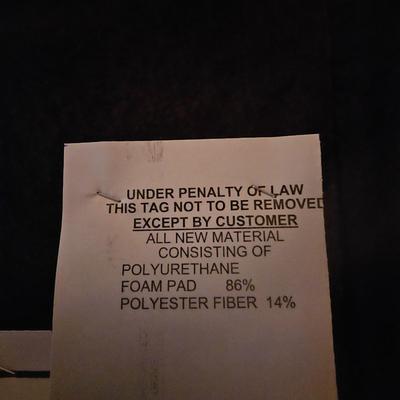 UNDER PENALTY OF LAW
THIS TAG NOT TO BE REMOVED
EXCEPT BY CUSTOMER
ALL NEW MATERIAL
CONSISTING OF
POLYURETHANE
FOAM PAD 86%
POLYESTER FIBER 14%